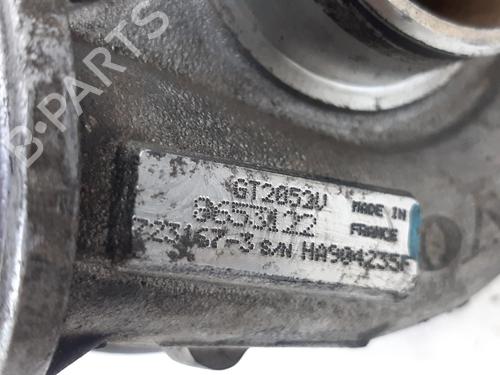 B-PARTS
GT2052V
MADE IN
FRANCE
723167-3 S/N HA904235F